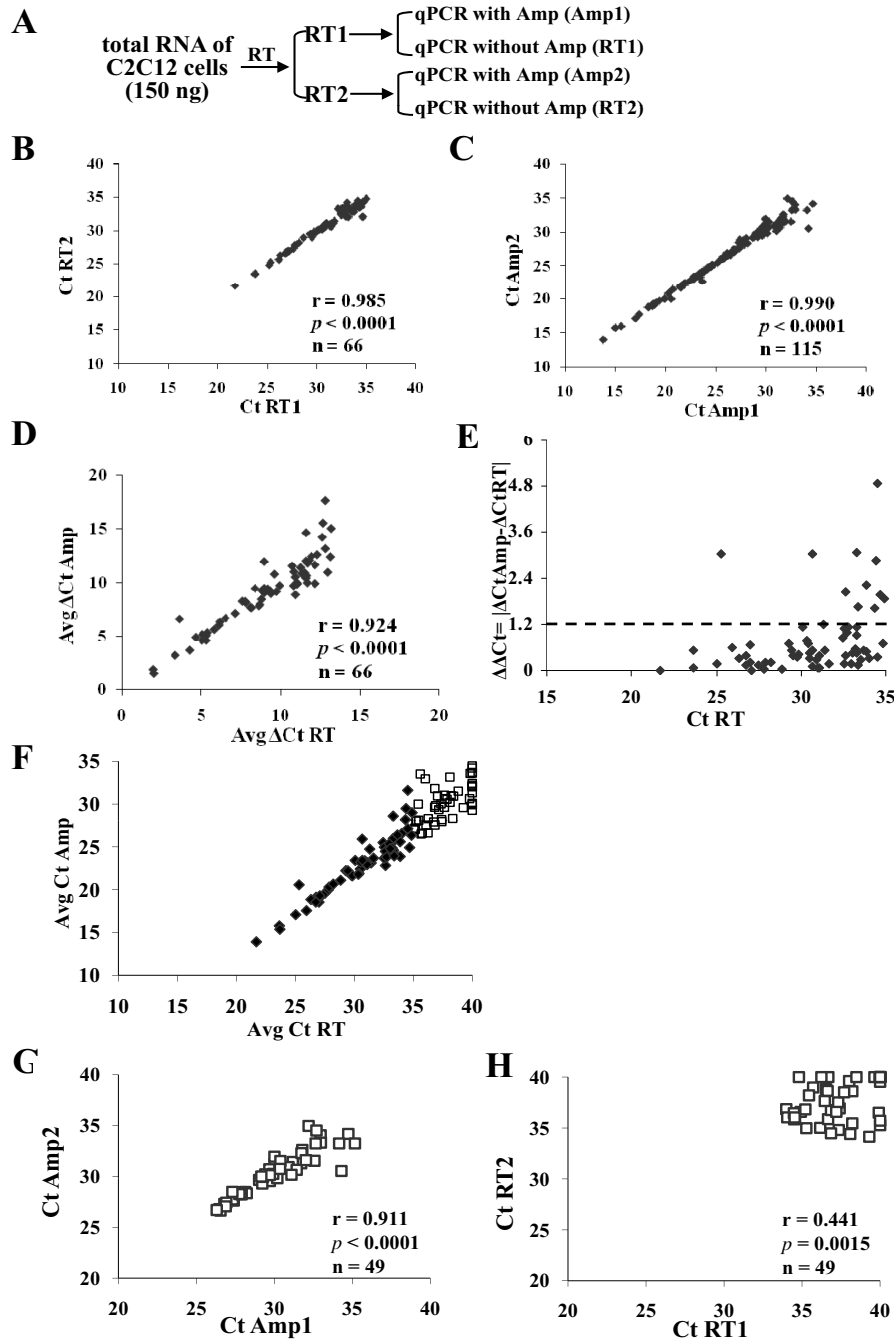 A
total RNA of
C2C12 cells
(150 ng)
RT
RT1
RT2
qPCR with Amp (Amp1)
qPCR without Amp (RT1)
qPCR with Amp (Amp2)
qPCR without Amp (RT2)
B
40
35
30
25
20
15
10
Ct RT2
r = 0.985
p < 0.0001
n = 66
10 15 20 25 30 35 40
Ct RT1
C
40
35
30
25
20
15
10
Ct Amp2
r = 0.990
p < 0.0001
n = 115
10 15 20 25 30 35 40
Ct Amp1
D
20
15
10
5
0
Avg ΔCt Amp
r = 0.924
p < 0.0001
n = 66
0 5 10 15 20
Avg ΔCt RT
E
6
4.8
3.6
2.4
1.2
0
ΔΔCt= |ΔCtAmp-ΔCtRT|
15 20 25 30 35
Ct RT
F
35
30
25
20
15
10
Avg Ct Amp
10 15 20 25 30 35 40
Avg Ct RT
G
40
35
30
25
20
Ct Amp2
r = 0.911
p < 0.0001
n = 49
20 25 30 35 40
Ct Amp1
H
40
35
30
25
20
Ct RT2
r = 0.441
p = 0.0015
n = 49
20 25 30 35 40
Ct RT1